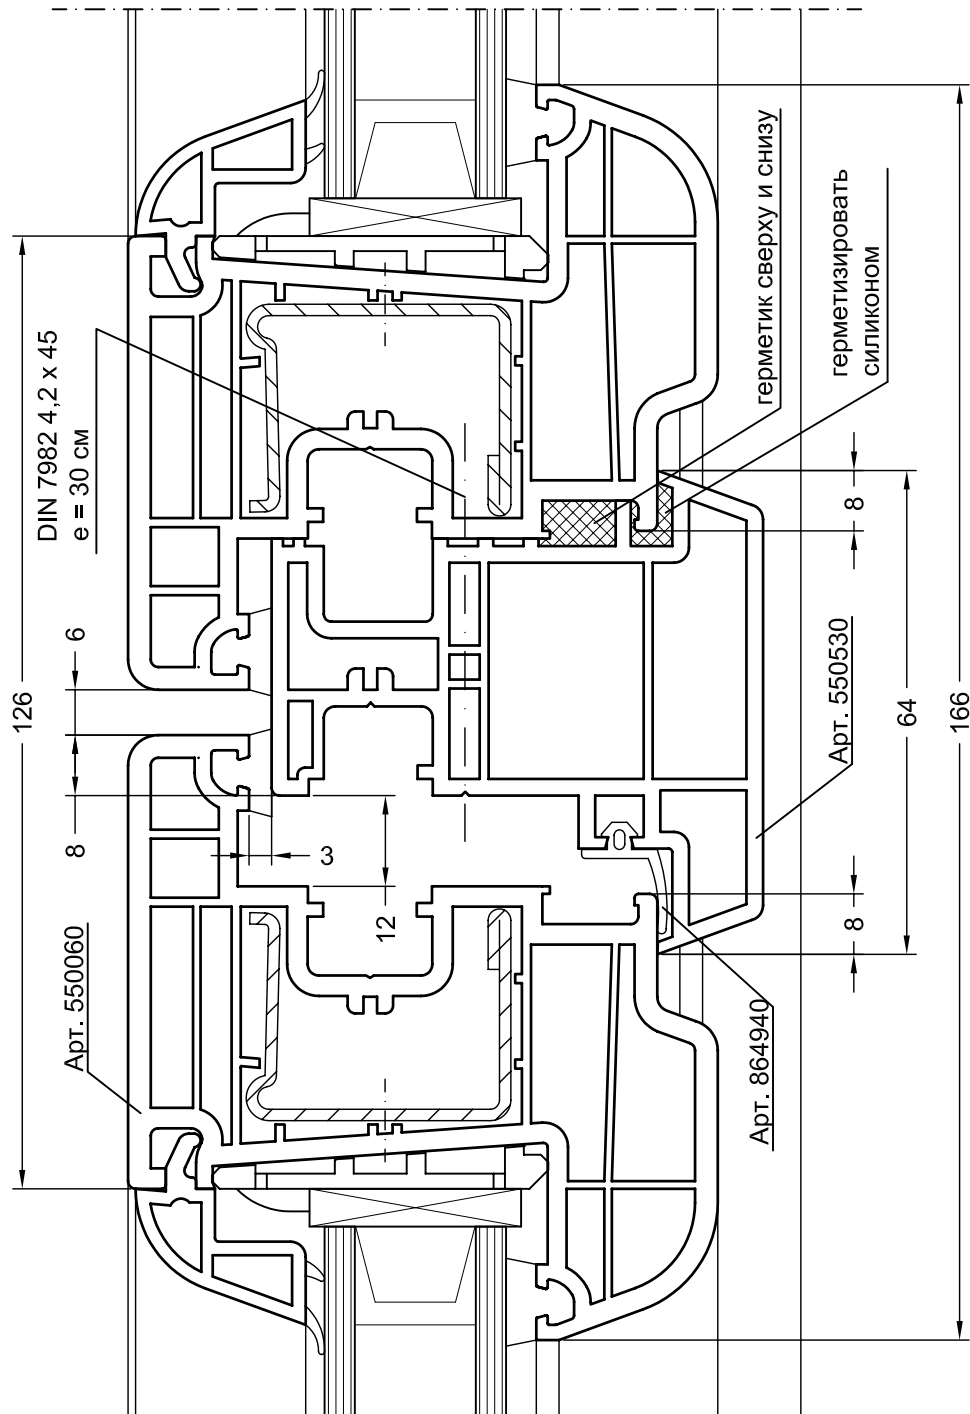 DIN 7982 4,2 x 45
e = 30 см
герметик сверху и снизу
герметизировать
силиконом
126
6
8
3
12
8
64
166
8
Арт. 550060
Арт. 550530
Арт. 864940